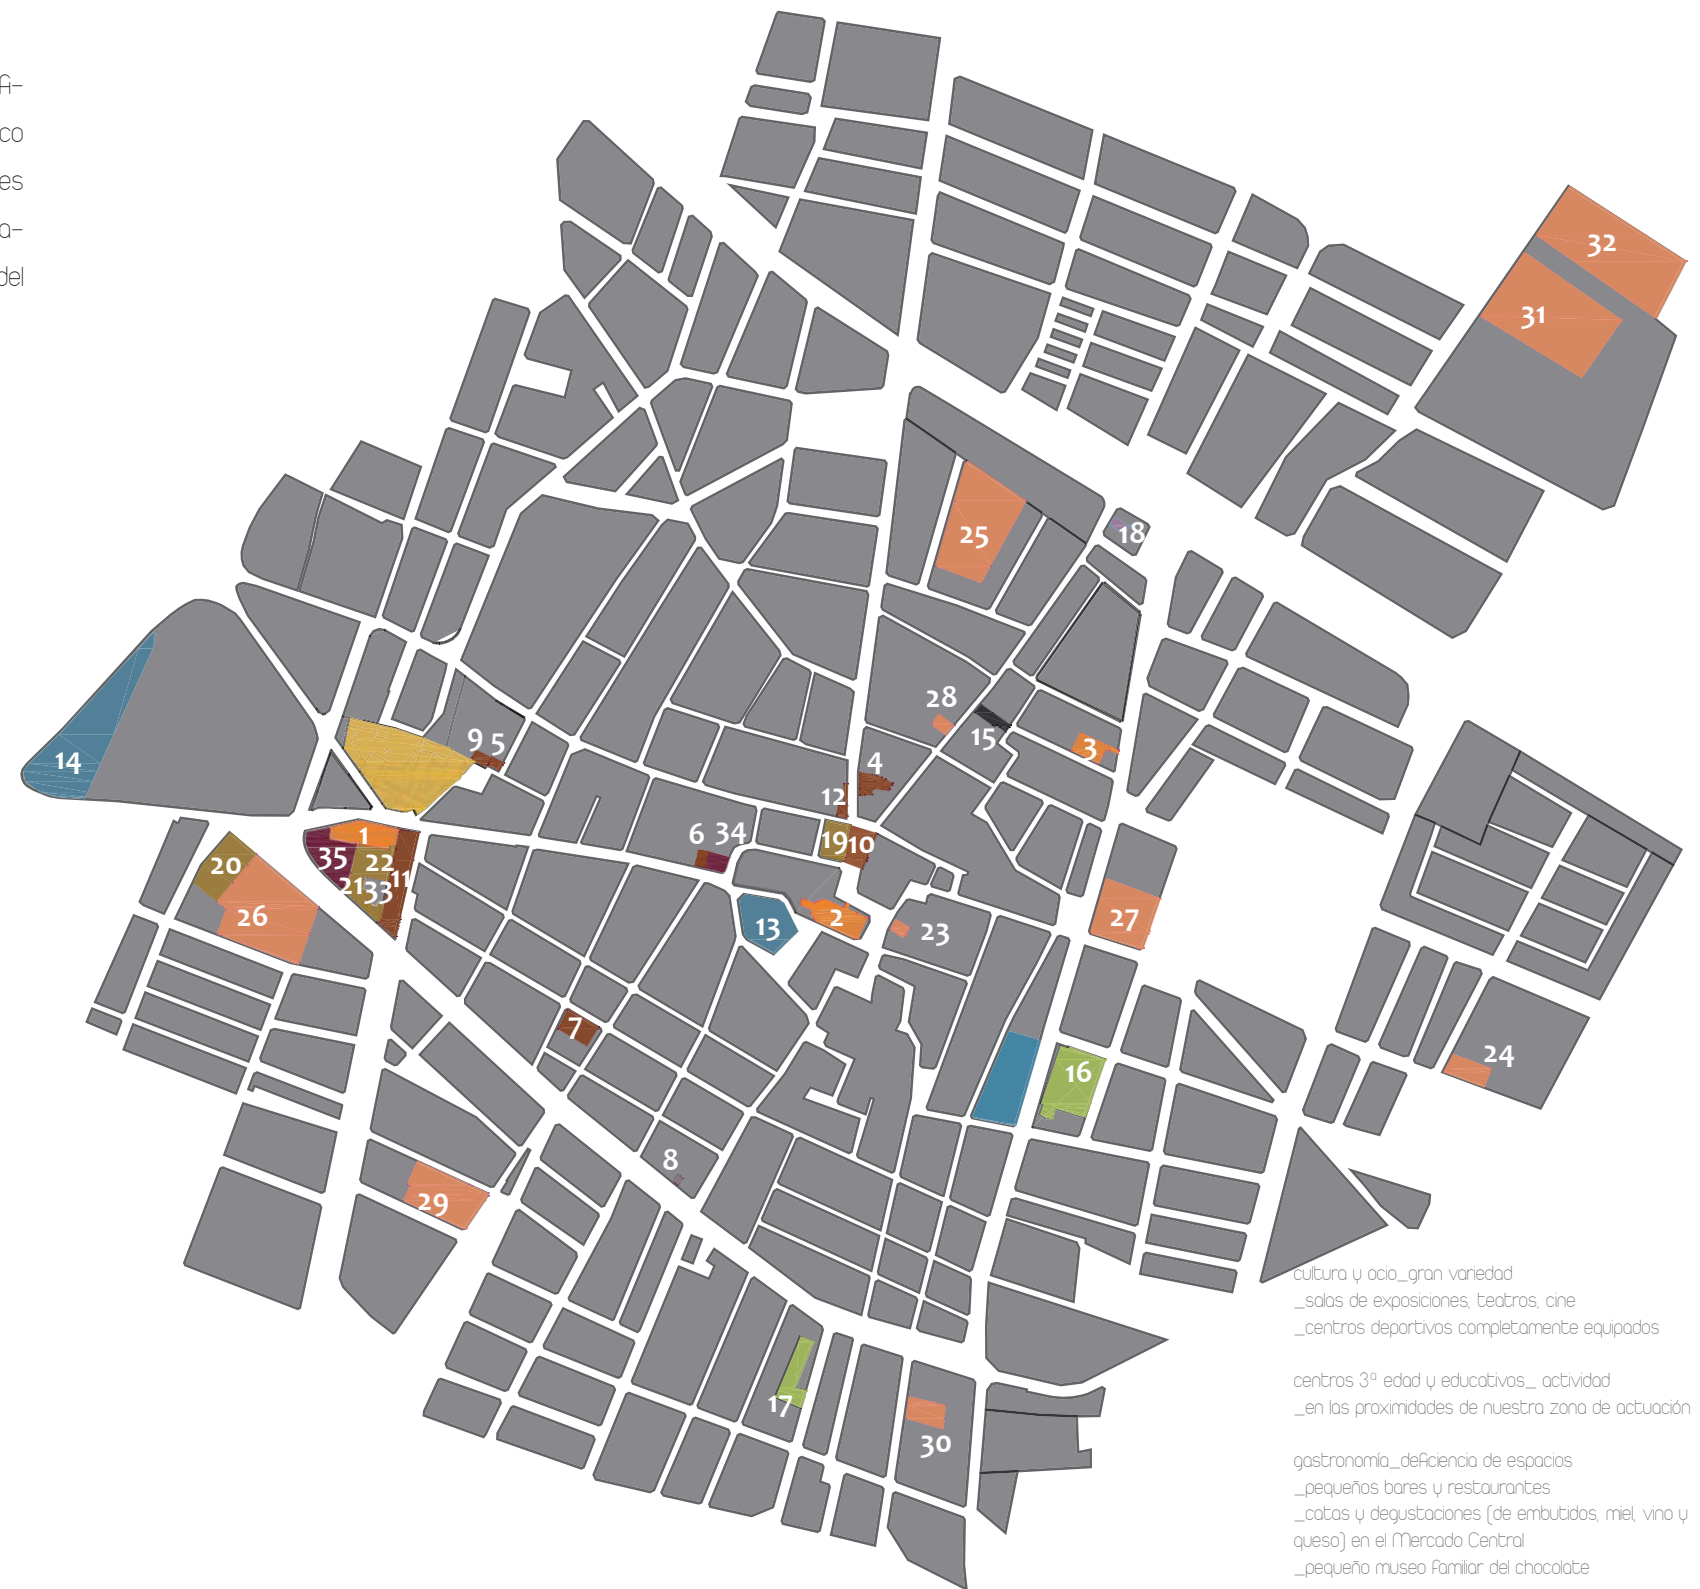 fi-
co
es
a-
del
32
31
25
18
28
15
3
14
9 5
4
12
6 34
19 10
1
35
22
11
21
33
20
26
13
2
23
27
7
16
24
8
29
17
30
cultura y ocio_gran variedad
_salas de exposiciones, teatros, cine
_centros deportivos completamente equipados
centros 3ª edad y educativos_ actividad
_en las proximidades de nuestra zona de actuación
gastronomía_deficiencia de espacios
_pequeños bares y restaurantes
_catas y degustaciones (de embutidos, miel, vino y
queso) en el Mercado Central
_pequeño museo familiar del chocolate